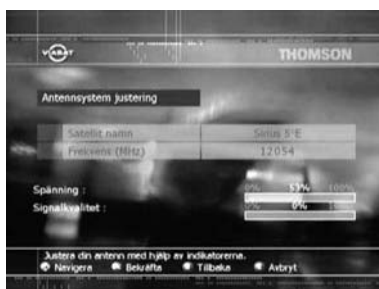 VIASAT
THOMSON
Antennsystem justering
Satellit namn Sirius 5°E
Frekvens (MHz) 12054
Spänning : 0% 53% 100%
Signalkvalitet : 0% 0%
Justera din antenn med hjälp av indikatorerna.
Navigera Bekräfta Tillbaka Avbryt